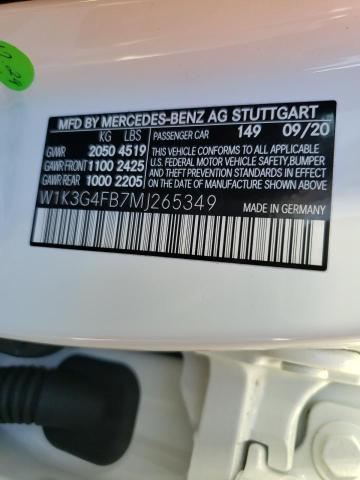 MFD BY MERCEDES-BENZ AG STUTTGART
KG LBS PASSENGER CAR 149 09/20
GVWR 2050 4519
GAWR FRONT 1100 2425
GAWR REAR 1000 2205
THIS VEHICLE CONFORMS TO ALL APPLICABLE
U.S. FEDERAL MOTOR VEHICLE SAFETY, BUMPER
AND THEFT PREVENTION STANDARDS IN EFFECT
ON THE DATE OF MANUFACTURE SHOWN ABOVE.
W1K3G4FB7MJ265349
MADE IN GERMANY